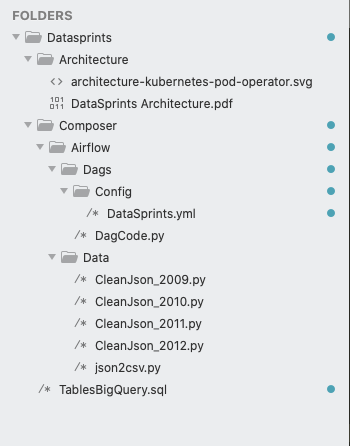 FOLDERS
Datasprints
Architecture
architecture-kubernetes-pod-operator.svg
DataSprints Architecture.pdf
Composer
Airflow
Dags
Config
/* DataSprints.yml
/* DagCode.py
Data
/* CleanJson_2009.py
/* CleanJson_2010.py
/* CleanJson_2011.py
/* CleanJson_2012.py
/* json2csv.py
/* TablesBigQuery.sql